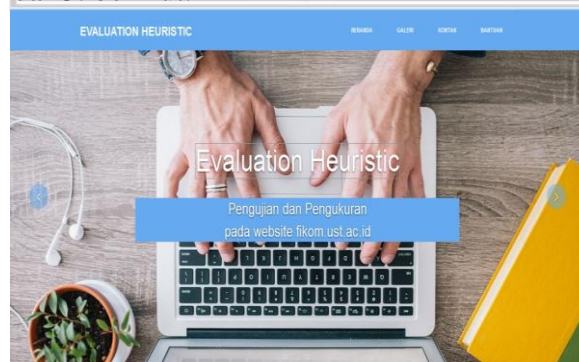 EVALUATION HEURISTIC
BERANDA GALERI KONTAK BANTUAN
Evaluation Heuristic
Pengujian dan Pengukuran
pada website fikom.ust.ac.id